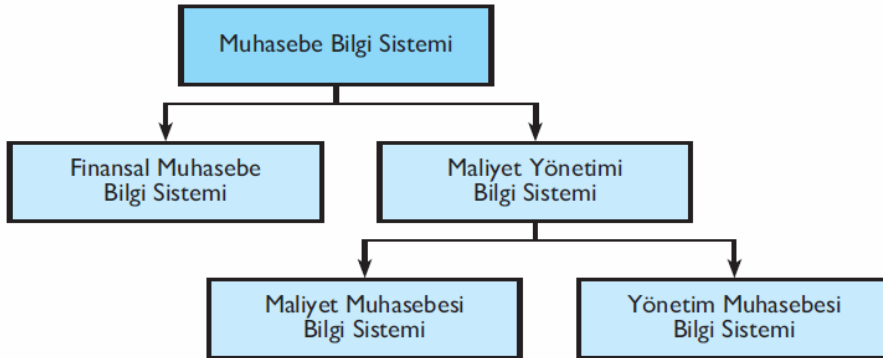 Muhasebe Bilgi Sistemi
Finansal Muhasebe
Bilgi Sistemi
Maliyet Yönetimi
Bilgi Sistemi
Maliyet Muhasebesi
Bilgi Sistemi
Yönetim Muhasebesi
Bilgi Sistemi